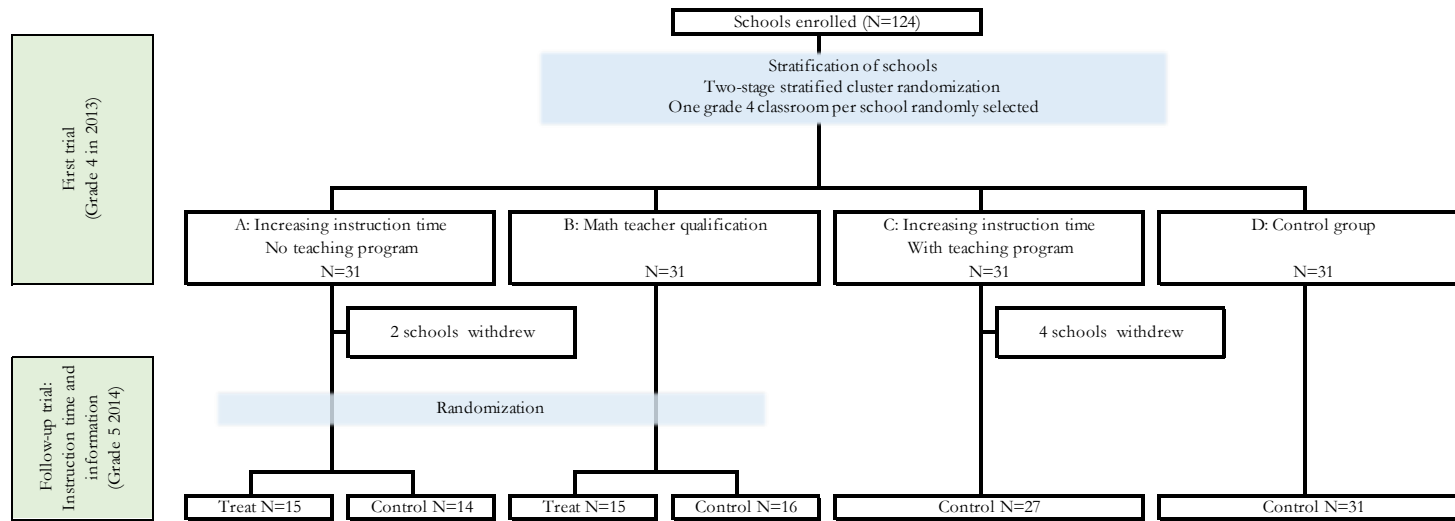 Schools enrolled (N=124)
Stratification of schools
Two-stage stratified cluster randomization
One grade 4 classroom per school randomly selected
First trial
(Grade 4 in 2013)
A: Increasing instruction time
No teaching program
N=31
B: Math teacher qualification
N=31
C: Increasing instruction time
With teaching program
N=31
D: Control group
N=31
2 schools withdrew
4 schools withdrew
Follow-up trial:
Instruction time and
information
(Grade 5 2014)
Randomization
Treat N=15
Control N=14
Treat N=15
Control N=16
Control N=27
Control N=31